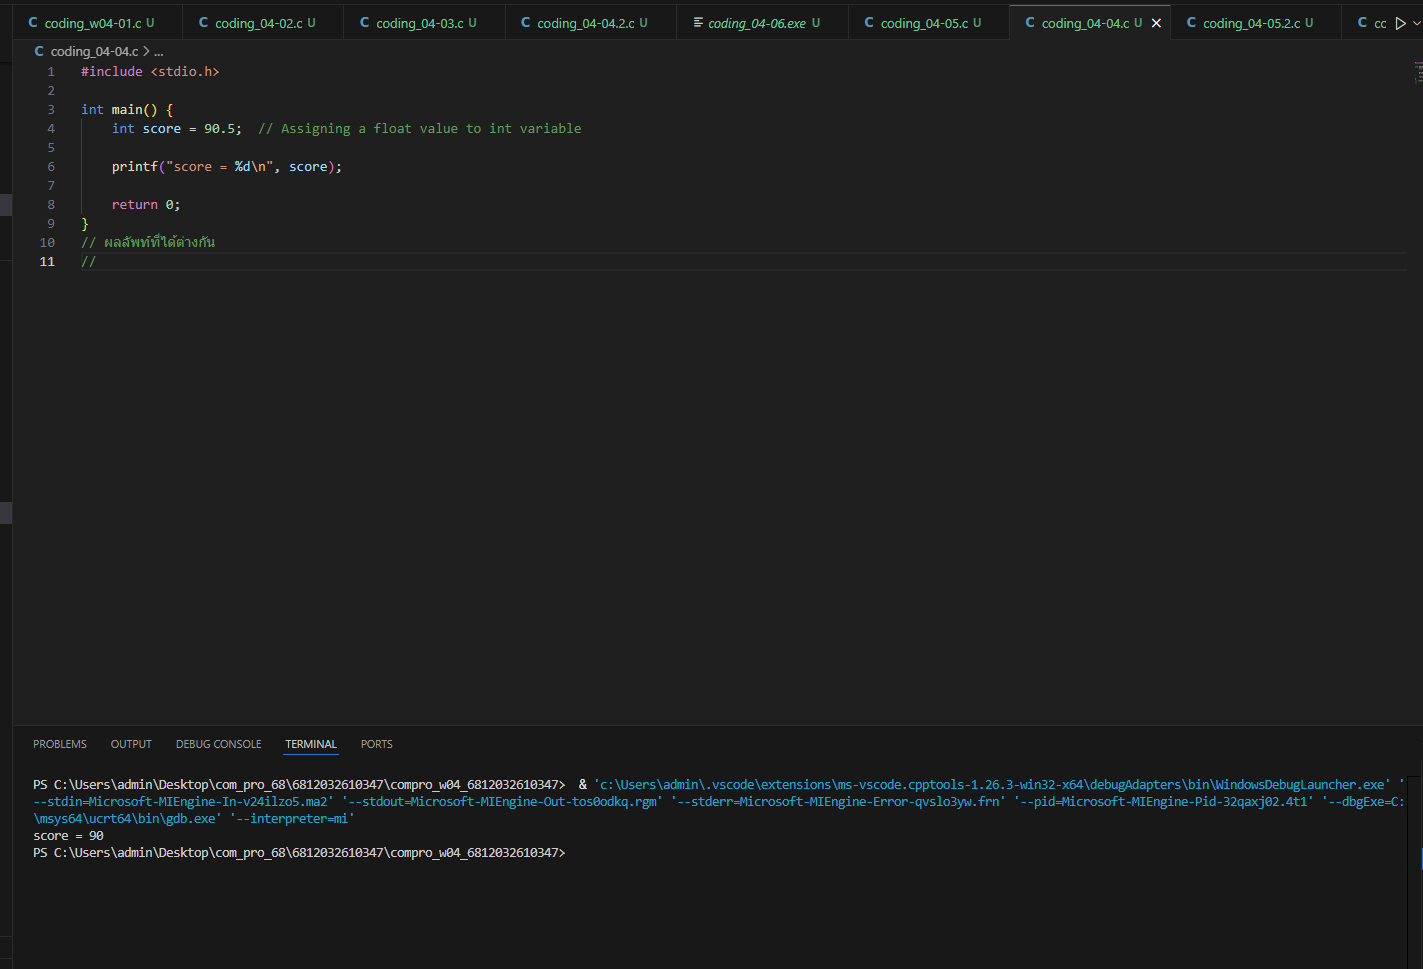 coding_w04-01.c U coding_04-02.c U coding_04-03.c U coding_04-04.2.c U coding_04-06.exe U coding_04-05.c U coding_04-04.c U coding_04-05.2.c U
coding_04-04.c > ...
1 #include <stdio.h>
2
3 int main() {
4 int score = 90.5; // Assigning a float value to int variable
5
6 printf("score = %d\n", score);
7
8 return 0;
9 }
10 // ผลลัพท์ที่ได้ต่างกัน
11 //
PROBLEMS OUTPUT DEBUG CONSOLE TERMINAL PORTS
PS C:\Users\admin\Desktop\com_pro_68\6812032610347\compro_w04_6812032610347> & 'c:\Users\admin\.vscode\extensions\ms-vscode.cpptools-1.26.3-win32-x64\debugAdapters\bin\WindowsDebugLauncher.exe' '
--stdin=Microsoft-MIEngine-In-v24ilzo5.ma2' '--stdout=Microsoft-MIEngine-Out-tos0odkq.rgm' '--stderr=Microsoft-MIEngine-Error-qvslo3yw.frn' '--pid=Microsoft-MIEngine-Pid-32qaxj02.4t1' '--dbgExe=C:
\msys64\ucrt64\bin\gdb.exe' '--interpreter=mi'
score = 90
PS C:\Users\admin\Desktop\com_pro_68\6812032610347\compro_w04_6812032610347>